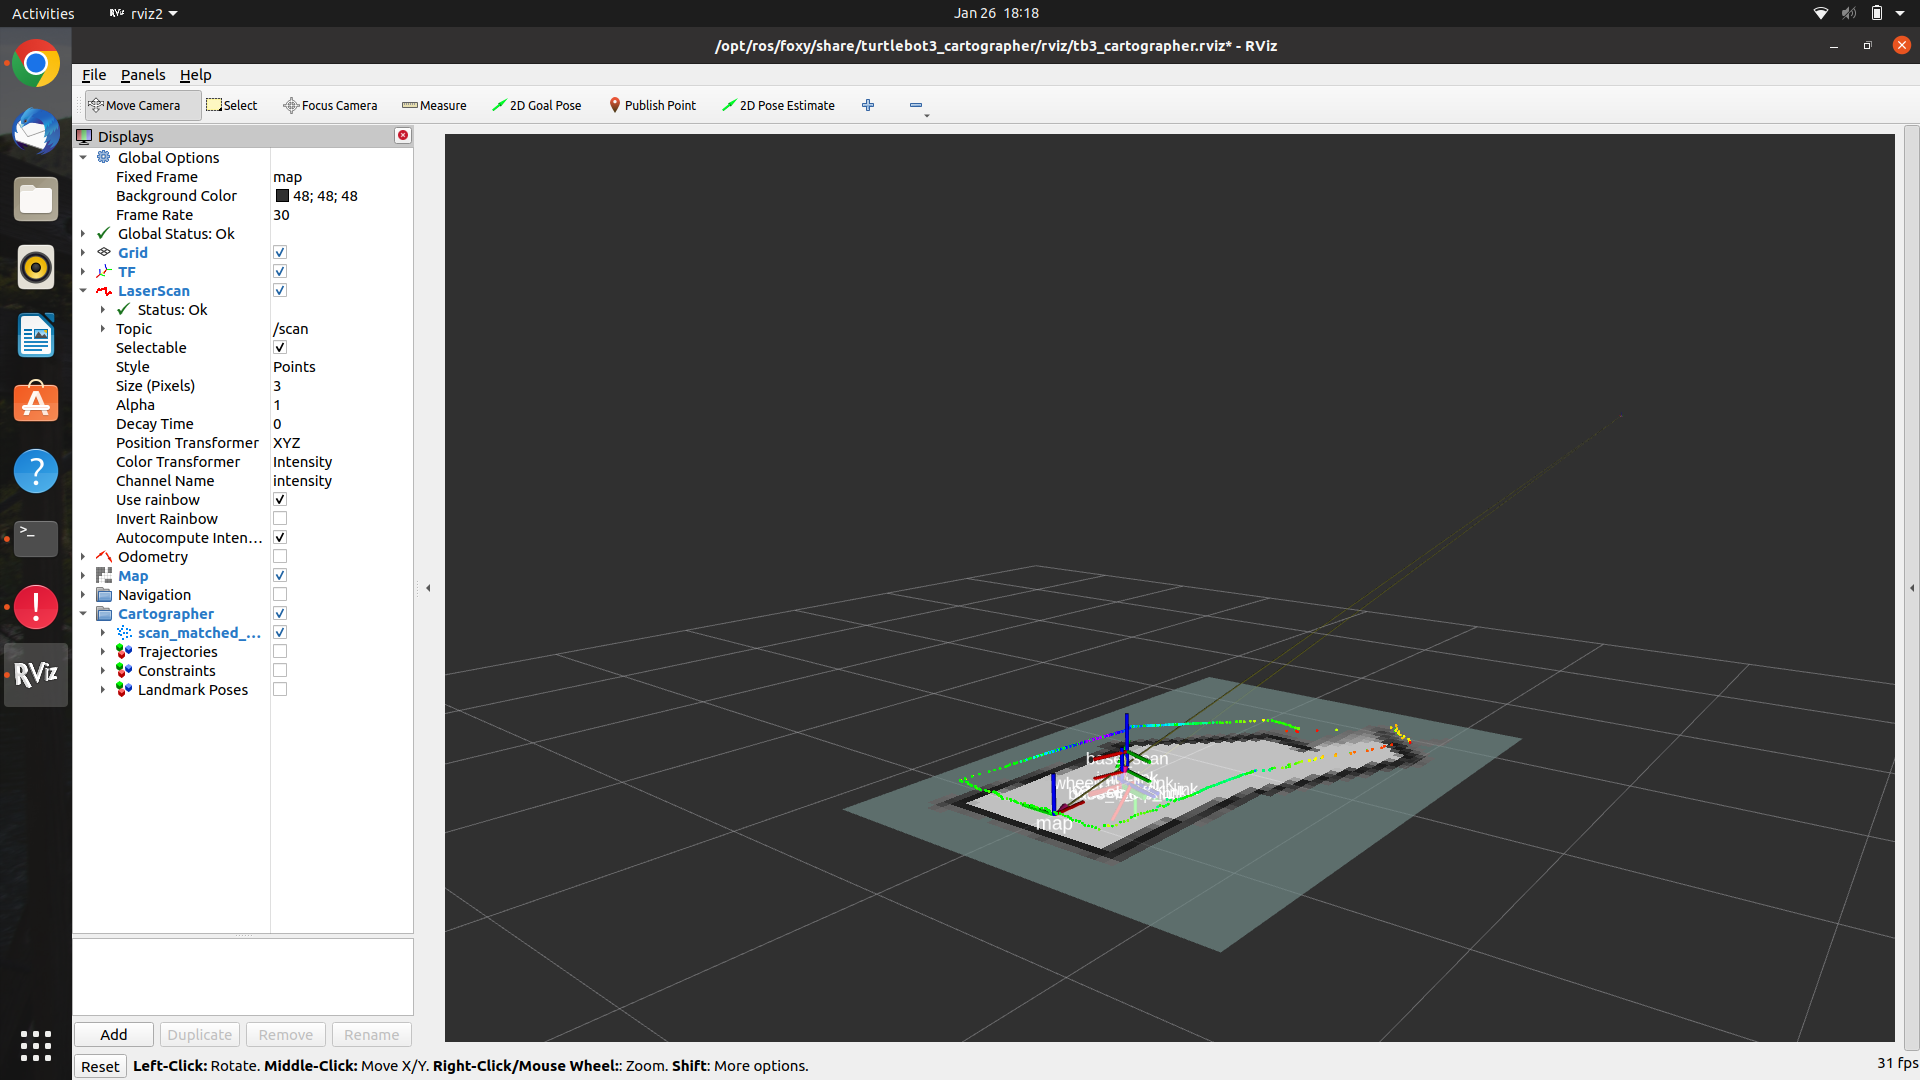 Activities
rviz2
Jan 26 18:18
/opt/ros/foxy/share/turtlebot3_cartographer/rviz/tb3_cartographer.rviz* - RViz
File Panels Help
Move Camera Select Focus Camera Measure 2D Goal Pose Publish Point 2D Pose Estimate
Displays
Global Options
Fixed Frame map
Background Color 48; 48; 48
Frame Rate 30
Global Status: Ok
Grid
TF
LaserScan
Status: Ok
Topic /scan
Selectable
Style Points
Size (Pixels) 3
Alpha 1
Decay Time 0
Position Transformer XYZ
Color Transformer Intensity
Channel Name intensity
Use rainbow
Invert Rainbow
Autocompute Inten...
Odometry
Map
Navigation
Cartographer
scan_matched_...
Trajectories
Constraints
Landmark Poses
map
Add Duplicate Remove Rename
Reset Left-Click: Rotate. Middle-Click: Move X/Y. Right-Click/Mouse Wheel:: Zoom. Shift: More options.
31 fps
RViz